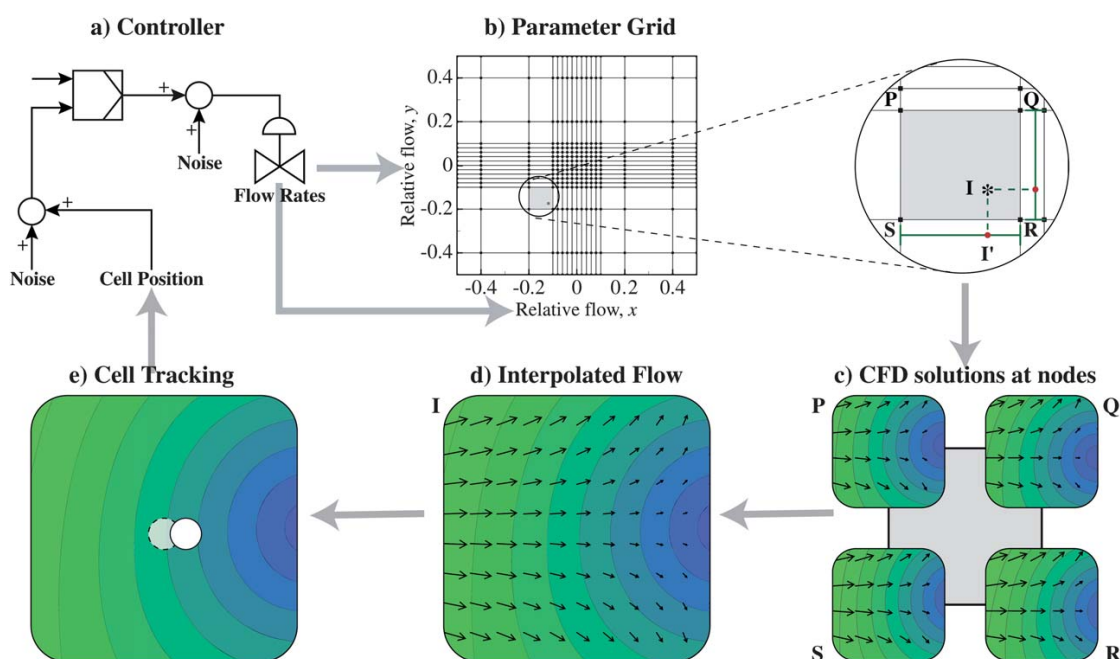 a) Controller
+
+
Noise
Flow Rates
+
+
Noise
Cell Position
b) Parameter Grid
Relative flow, y
0.4
0.2
0
-0.2
-0.4
-0.4
-0.2
0
0.2
0.4
Relative flow, x
P
Q
I
*
S
R
I'
e) Cell Tracking
d) Interpolated Flow
I
c) CFD solutions at nodes
P
Q
S
R